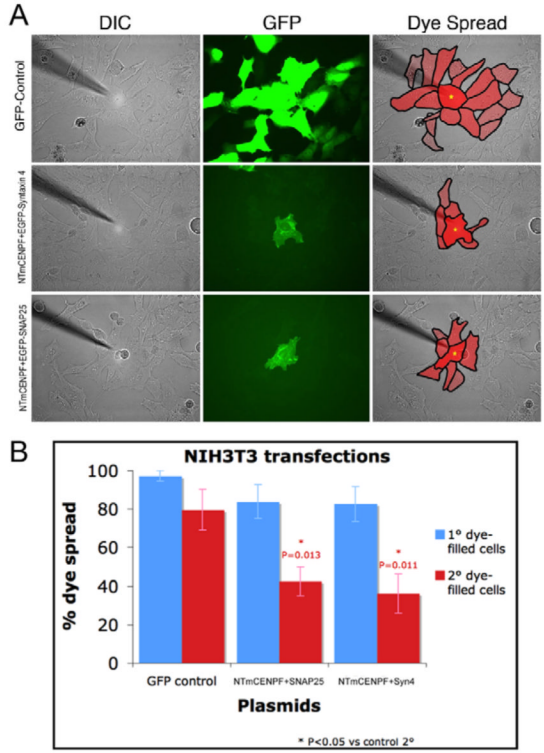 A
DIC
GFP
Dye Spread
GFP-Control
NTmCENPF+EGFP-Syntaxin 4
NTmCENPF+EGFP-SNAP25
B
NIH3T3 transfections
% dye spread
100
80
60
40
20
0
*
P=0.013
*
P=0.011
1° dye-
filled cells
2° dye-
filled cells
GFP control
NTmCENPF+SNAP25
NTmCENPF+Syn4
Plasmids
* P<0.05 vs control 2°